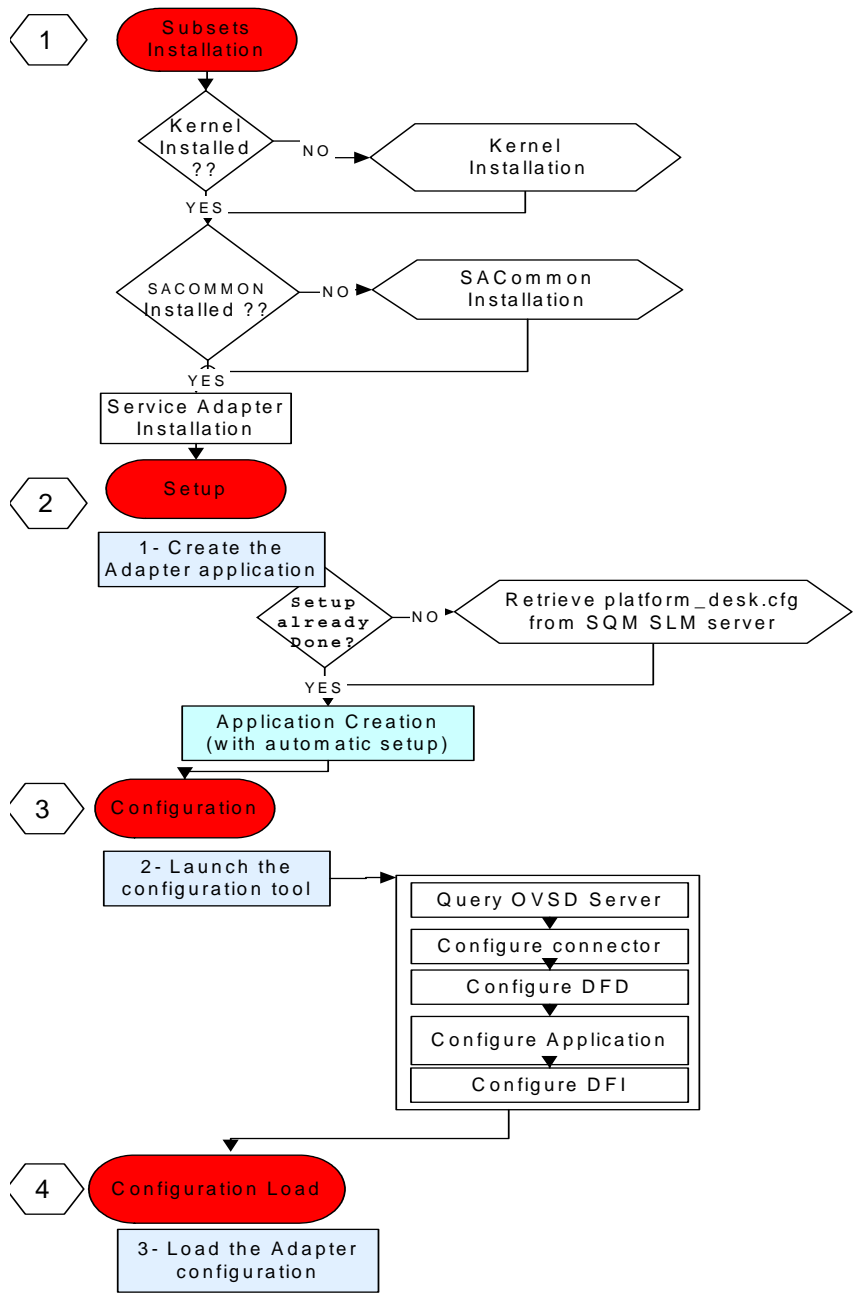 1
Subsets
Installation
Kernel
Installed
??
NO
Kernel
Installation
YES
SACOMMON
Installed ??
NO
SACommon
Installation
YES
Service Adapter
Installation
2
Setup
1- Create the
Adapter application
Setup
already
Done?
NO
Retrieve platform_desk.cfg
from SQM SLM server
YES
Application Creation
(with automatic setup)
3
Configuration
2- Launch the
configuration tool
Query OVSD Server
Configure connector
Configure DFD
Configure Application
Configure DFI
4
Configuration Load
3- Load the Adapter
configuration